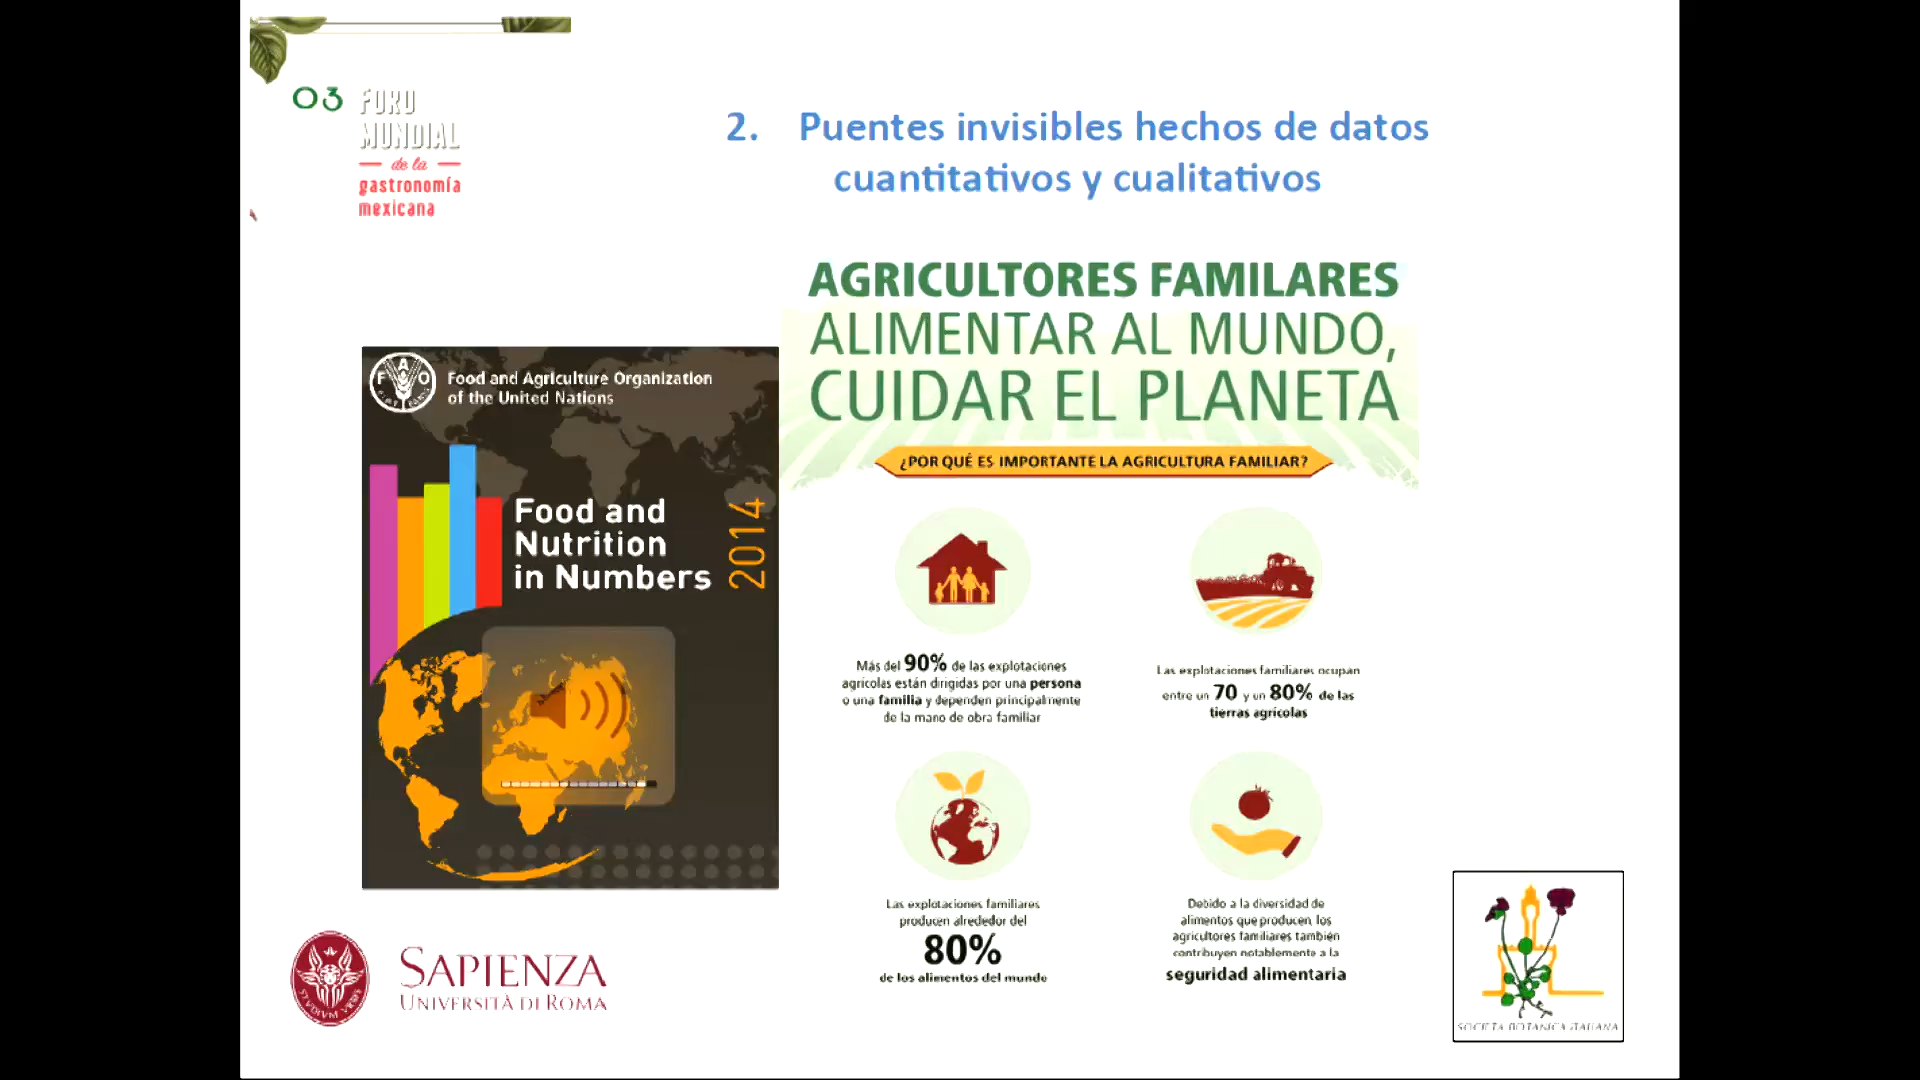 03 FORO
MUNDIAL
de la
gastronomía
mexicana
2. Puentes invisibles hechos de datos
cuantitativos y cualitativos
FAO
Food and Agriculture Organization
of the United Nations
Food and
Nutrition
in Numbers
2014
AGRICULTORES FAMILARES
ALIMENTAR AL MUNDO,
CUIDAR EL PLANETA
¿POR QUÉ ES IMPORTANTE LA AGRICULTURA FAMILIAR?
Más del 90% de las explotaciones
agrícolas están dirigidas por una persona
o una familia y dependen principalmente
de la mano de obra familiar
Las explotaciones familiares ocupan
entre un 70 y un 80% de las
tierras agrícolas
Las explotaciones familiares
producen alrededor del
80%
de los alimentos del mundo
Debido a la diversidad de
alimentos que producen, los
agricultores familiares también
contribuyen notablemente a la
seguridad alimentaria
SAPIENZA
UNIVERSITÀ DI ROMA
SOCIETÀ BOTANICA ITALIANA